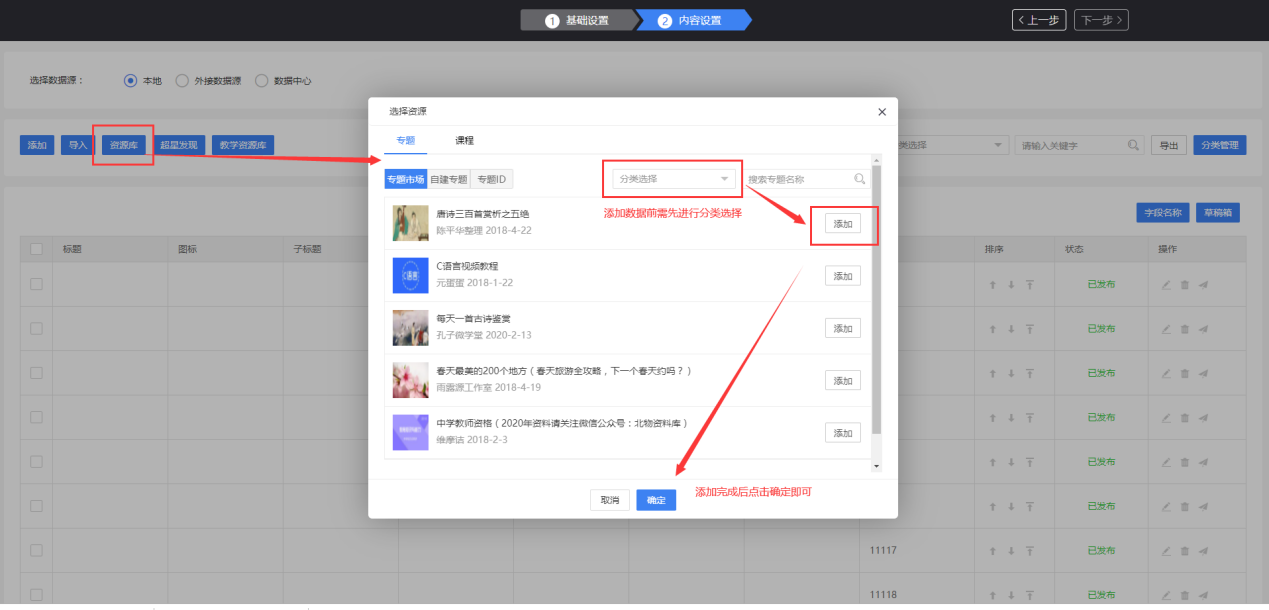 1 基础设置 2 内容设置 <上一步 下一步>
选择数据源： 本地 外接数据源 数据中心
选择资源
专题 课程
添加 导入 资源库 超星发现 教学资源库
类选择 请输入关键字 导出 分类管理
专题市场 自建专题 专题ID 分类选择 搜索专题名称
添加数据前需先进行分类选择
唐诗三百首赏析之五绝
陈平华整理 2018-4-22
添加
字段名称 草稿箱
标题 图标 子标题 排序 状态 操作
C语言
C语言视频教程
元蜜蜜 2018-1-22
添加
已发布
每天一首古诗鉴赏
孔子微学堂 2020-2-13
添加
已发布
春天最美的200个地方（春天旅游全攻略，下一个春天约吗？）
雨露源工作室 2018-4-19
添加
已发布
中学教师资格（2020年资料请关注微信公众号：北物资料库）
维摩诘 2018-2-3
添加
已发布
已发布
取消 确定
添加完成后点击确定即可
已发布
11117 已发布
11118 已发布